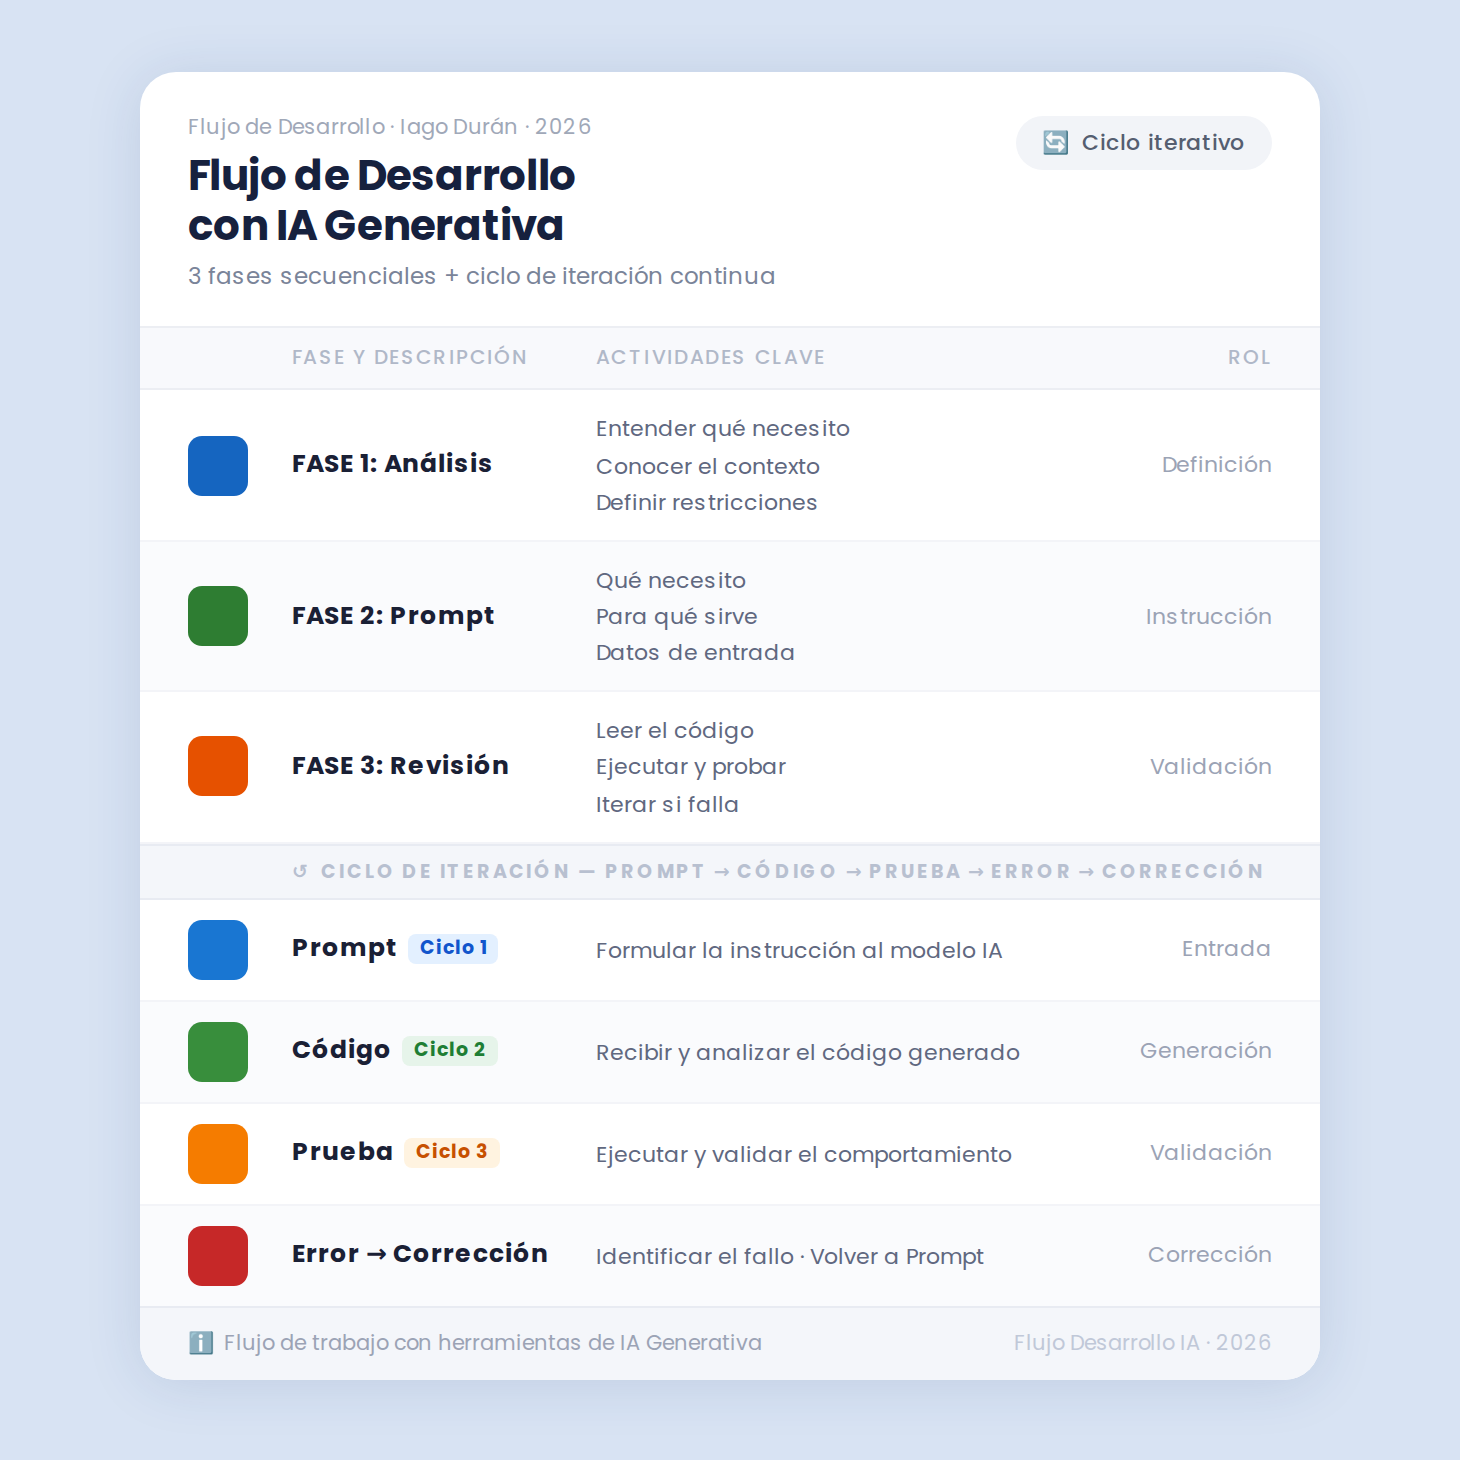 Flujo de Desarrollo · Iago Durán · 2026
Ciclo iterativo
Flujo de Desarrollo
con IA Generativa
3 fases secuenciales + ciclo de iteración continua
FASE Y DESCRIPCIÓN ACTIVIDADES CLAVE ROL
FASE 1: Análisis
Entender qué necesito
Conocer el contexto
Definir restricciones
Definición
FASE 2: Prompt
Qué necesito
Para qué sirve
Datos de entrada
Instrucción
FASE 3: Revisión
Leer el código
Ejecutar y probar
Iterar si falla
Validación
↺ CICLO DE ITERACIÓN — PROMPT → CÓDIGO → PRUEBA → ERROR → CORRECCIÓN
Prompt Ciclo 1 Formular la instrucción al modelo IA Entrada
Código Ciclo 2 Recibir y analizar el código generado Generación
Prueba Ciclo 3 Ejecutar y validar el comportamiento Validación
Error → Corrección Identificar el fallo · Volver a Prompt Corrección
ℹ️ Flujo de trabajo con herramientas de IA Generativa Flujo Desarrollo IA · 2026